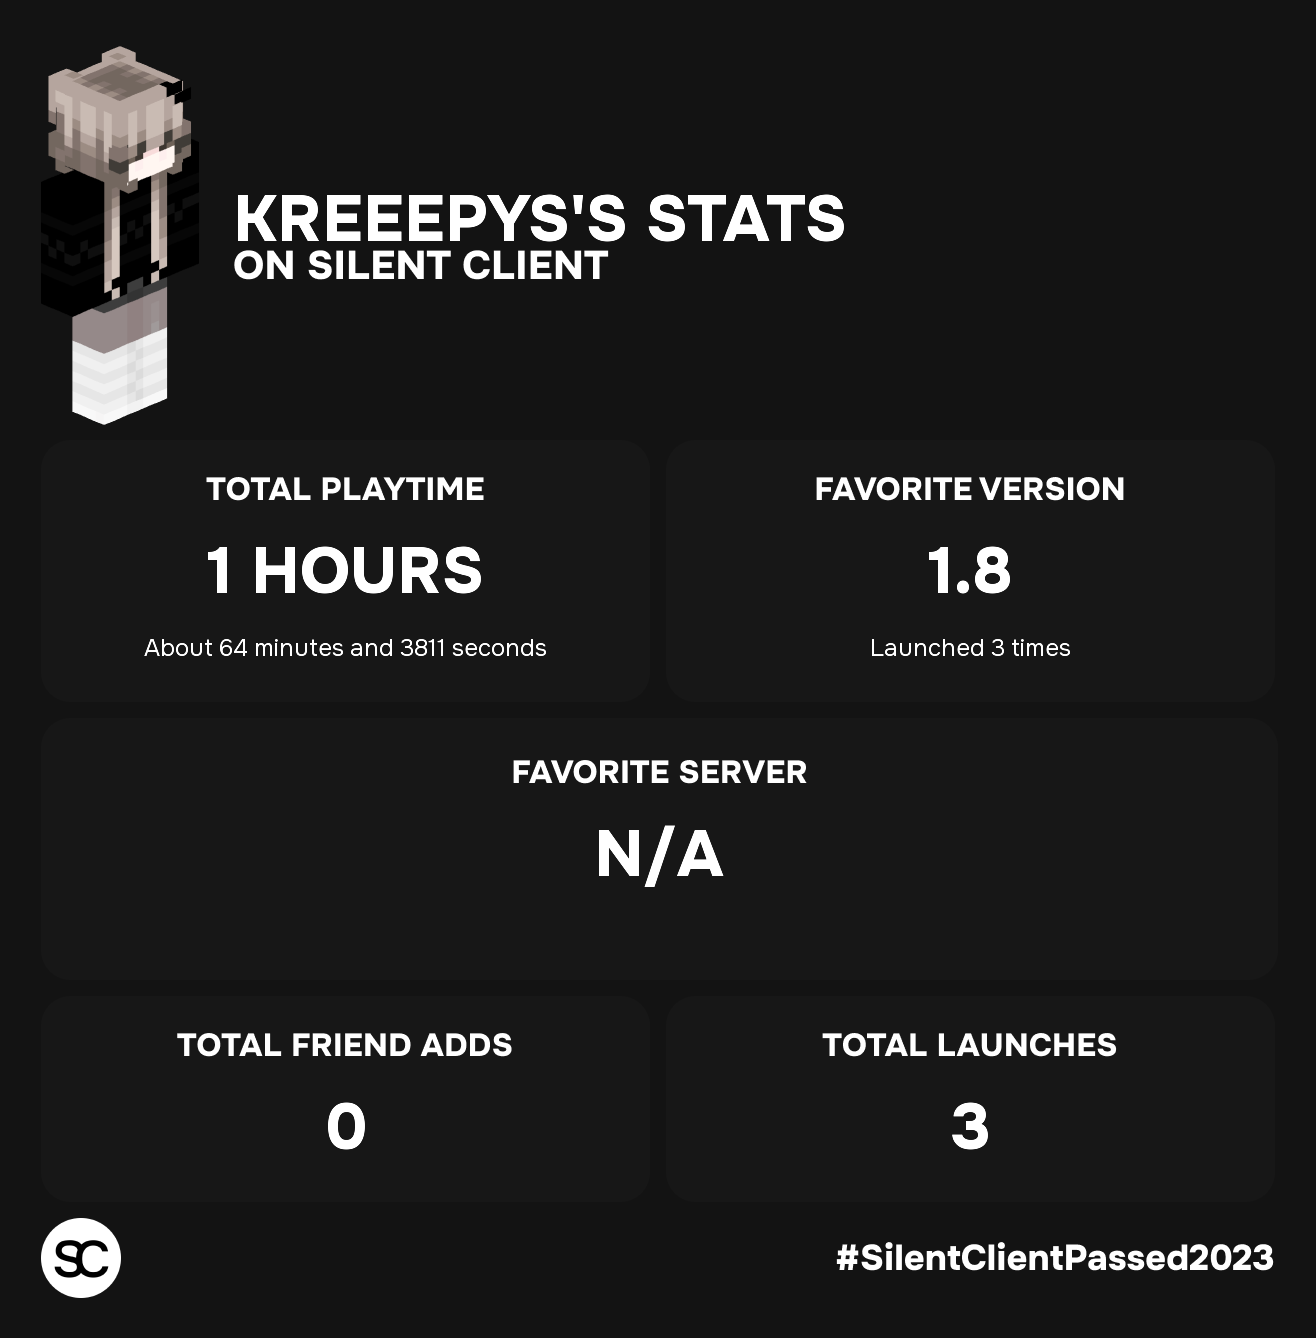 KREEEPYS'S STATS
ON SILENT CLIENT
TOTAL PLAYTIME
1 HOURS
About 64 minutes and 3811 seconds
FAVORITE VERSION
1.8
Launched 3 times
FAVORITE SERVER
N/A
TOTAL FRIEND ADDS
0
TOTAL LAUNCHES
3
SC
#SilentClientPassed2023